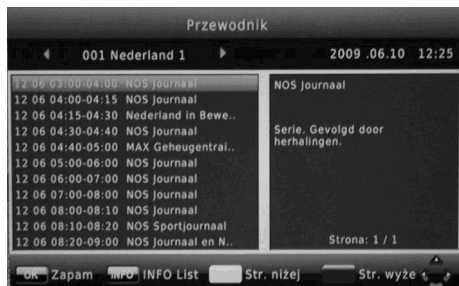 Przewodnik
001 Nederland 1 2009 .06.10 12:25
12 06 03:00-04:00 NOS Journaal
12 06 04:00-04:15 NOS Journaal
12 06 04:15-04:30 Nederland in Bewe..
12 06 04:30-04:40 NOS Journaal
12 06 04:40-05:00 MAX Geheugentrai..
12 06 05:00-06:00 NOS Journaal
12 06 06:00-07:00 NOS Journaal
12 06 07:00-08:00 NOS Journaal
12 06 08:00-08:10 NOS Journaal
12 06 08:10-08:20 NOS Sportjournaal
12 06 08:20-09:00 NOS Journaal en N..
NOS Journaal
Serie. Gevolgd door
herhalingen.
Strona: 1 / 1
OK Zapam INFO INFO List Str. niżej Str. wyże